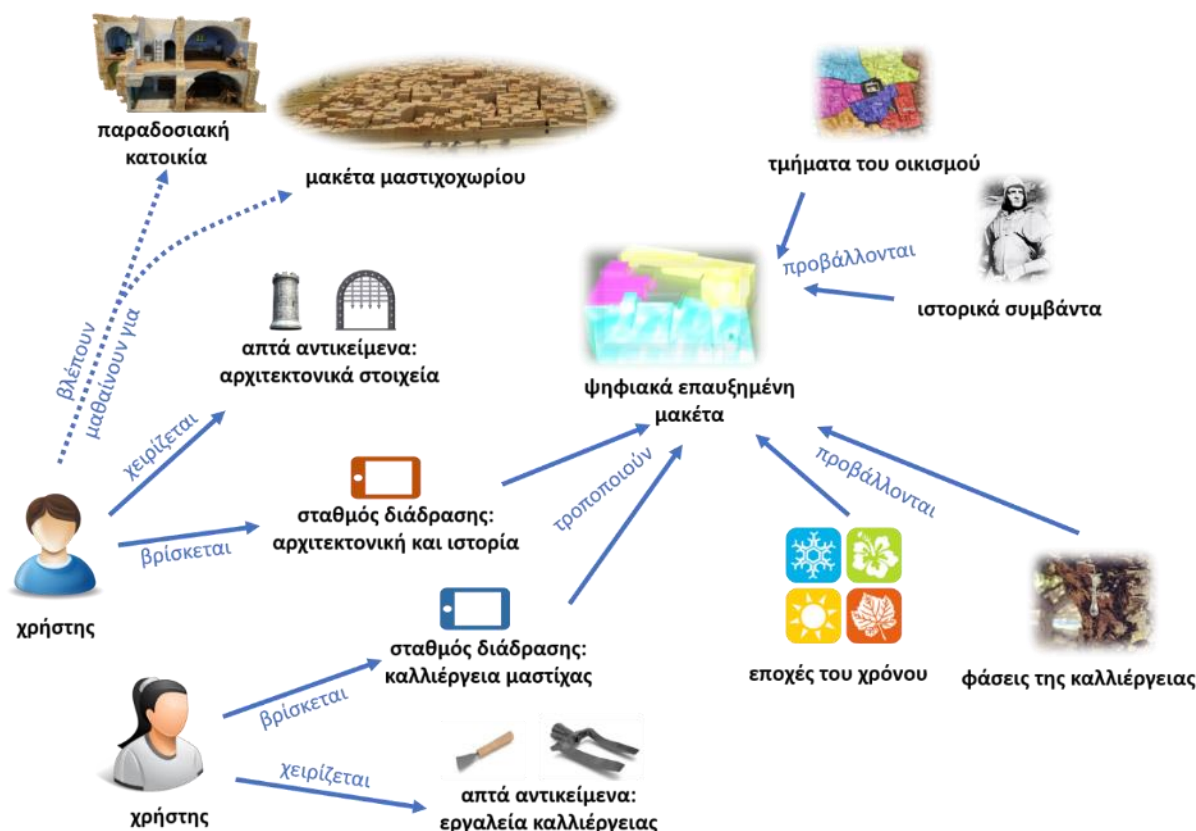 παραδοσιακή
κατοικία
μακέτα μαστιχοχωρίου
τμήματα του οικισμού
προβάλλονται
ιστορικά συμβάντα
βλέπουν
μαθαίνουν για
απτά αντικείμενα:
αρχιτεκτονικά στοιχεία
ψηφιακά επαυξημένη
μακέτα
χειρίζεται
τροποποιούν
προβάλλονται
σταθμός διάδρασης:
αρχιτεκτονική και ιστορία
βρίσκεται
χρήστης
σταθμός διάδρασης:
καλλιέργεια μαστίχας
εποχές του χρόνου
φάσεις της καλλιέργειας
βρίσκεται
χειρίζεται
απτά αντικείμενα:
εργαλεία καλλιέργειας
χρήστης